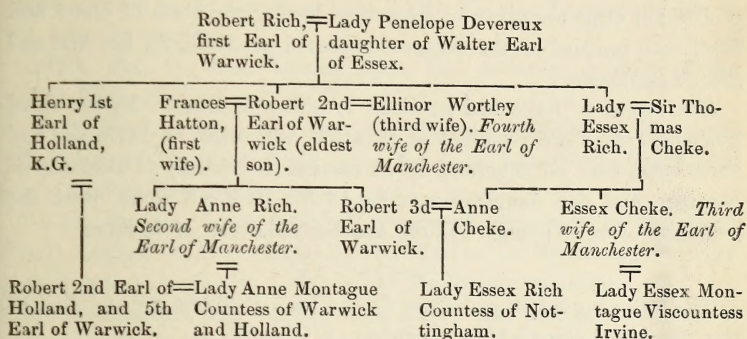 Robert Rich, Lady Penelope Devereux
first Earl of daughter of Walter Earl
Warwick. of Essex.
Henry 1st
Earl of
Holland,
K.G.
Frances
Hatton,
(first
wife).
Robert 2nd
Earl of War-
wick (eldest
son).
Ellinor Wortley
(third wife). Fourth
wife of the Earl of
Manchester.
Lady
Essex
Rich.
Sir Tho-
mas
Cheke.
Lady Anne Rich.
Second wife of the
Earl of Manchester.
Robert 3d
Earl of
Warwick.
Anne
Cheke.
Essex Cheke. Third
wife of the Earl of
Manchester.
Robert 2nd Earl of
Holland, and 5th
Earl of Warwick.
Lady Anne Montague
Countess of Warwick
and Holland.
Lady Essex Rich
Countess of Not-
tingham.
Lady Essex Mon-
tague Viscountess
Irvine.